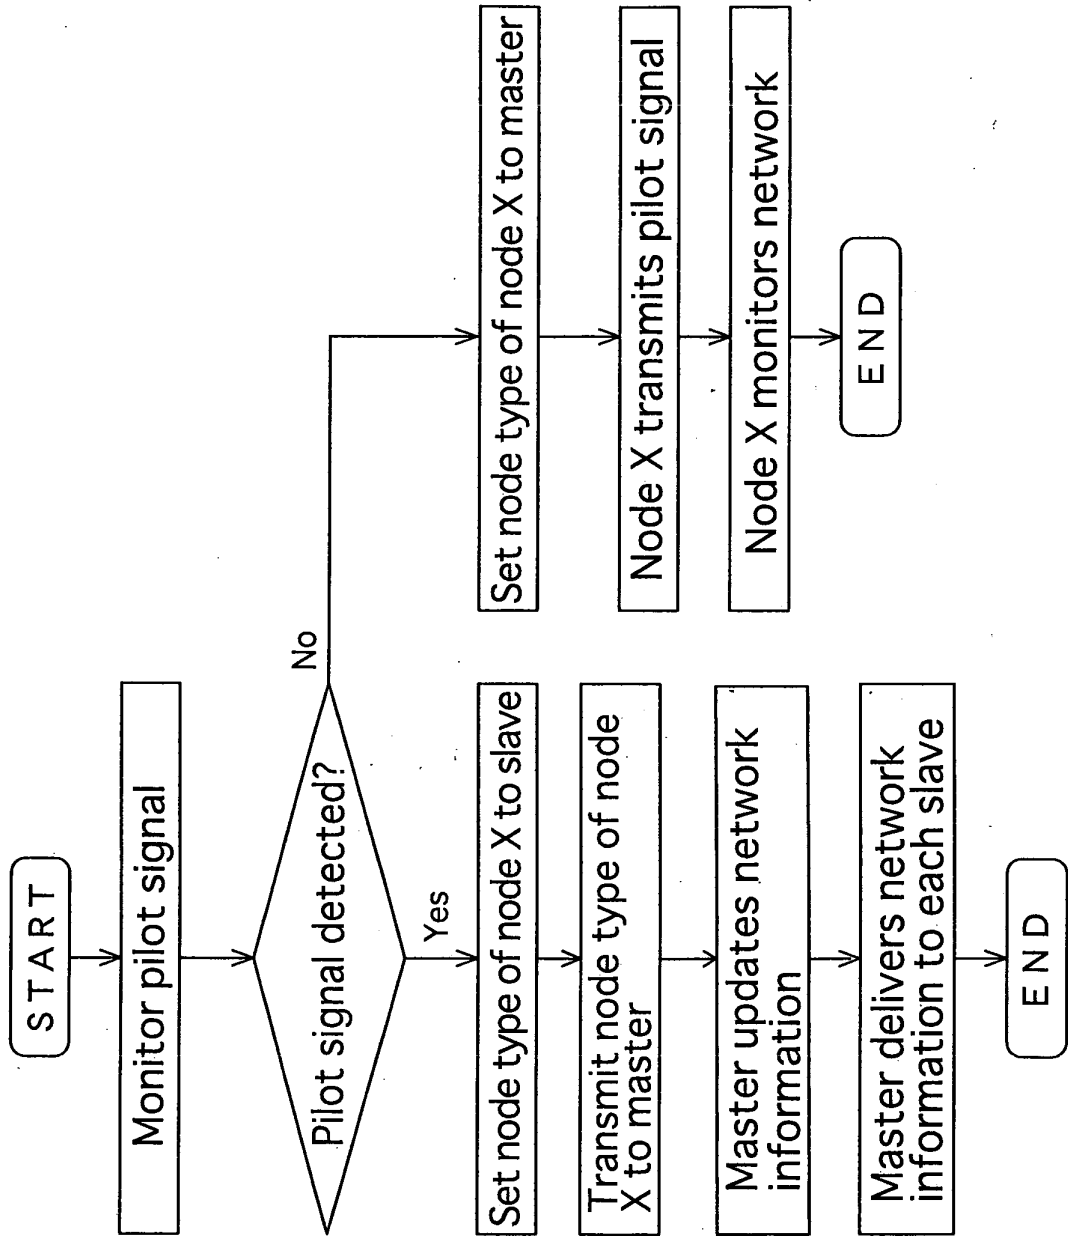 START
Monitor pilot signal
Pilot signal detected?
No
Yes
Set node type of node X to slave
Transmit node type of node
X to master
Master updates network
information
Master delivers network
information to each slave
END
Set node type of node X to master
Node X transmits pilot signal
Node X monitors network
END